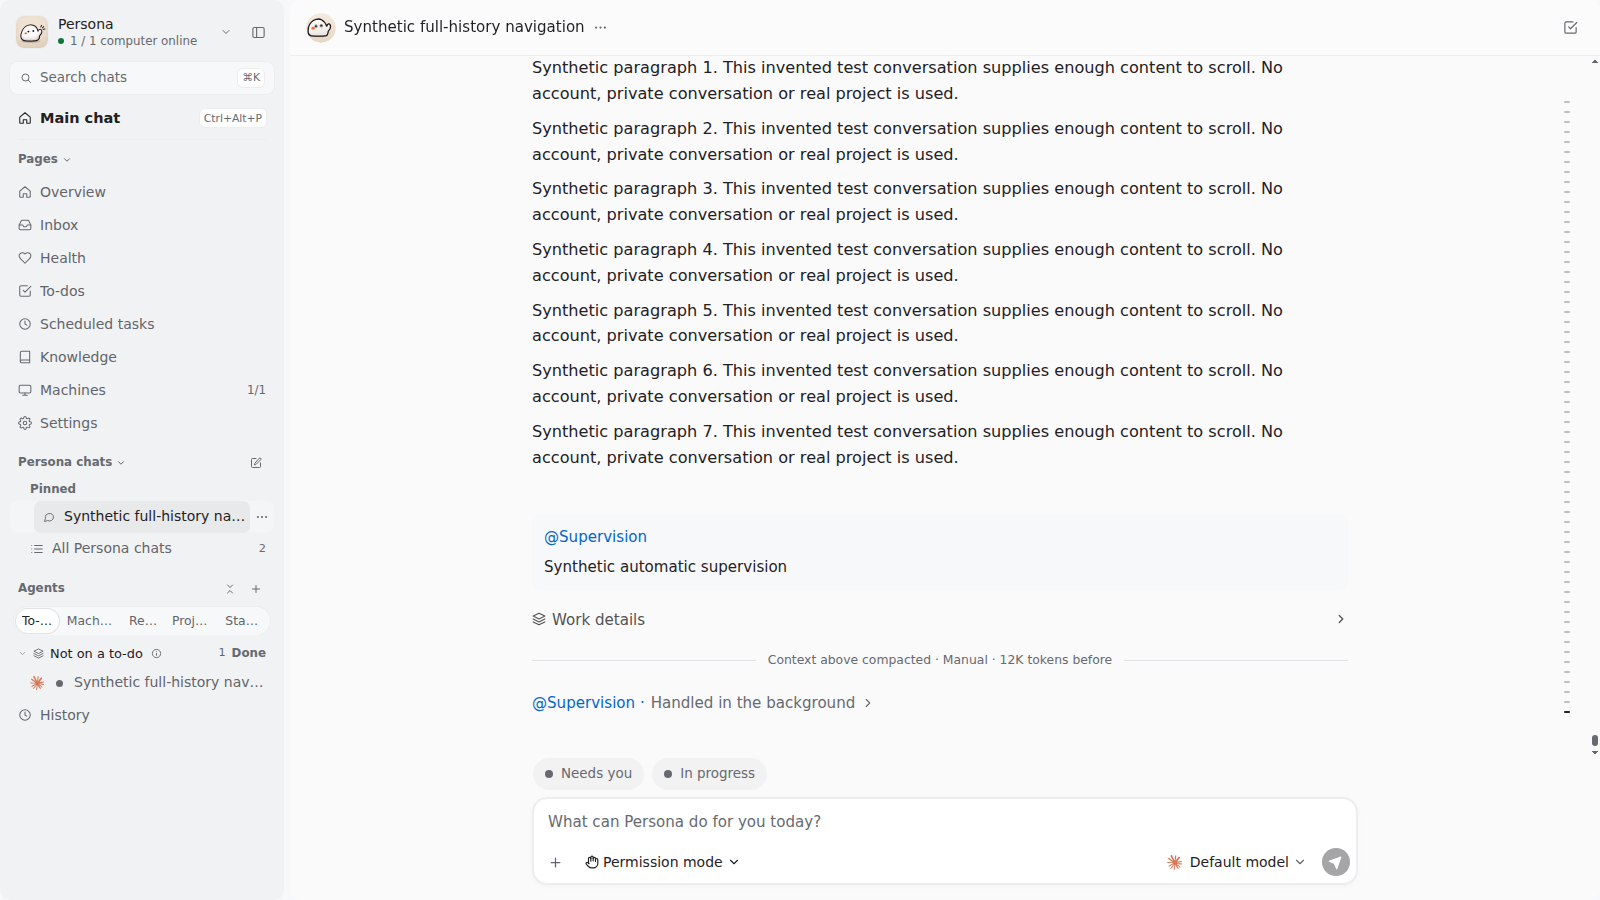 Persona
1 / 1 computer online
Search chats
⌘K
Main chat
Ctrl+Alt+P
Pages
Overview
Inbox
Health
To-dos
Scheduled tasks
Knowledge
Machines
1/1
Settings
Persona chats
Pinned
Synthetic full-history na...
All Persona chats
2
Agents
To-...
Mach...
Re...
Proj...
Sta...
Not on a to-do
1 Done
Synthetic full-history nav...
History
Synthetic full-history navigation
Synthetic paragraph 1. This invented test conversation supplies enough content to scroll. No
account, private conversation or real project is used.
Synthetic paragraph 2. This invented test conversation supplies enough content to scroll. No
account, private conversation or real project is used.
Synthetic paragraph 3. This invented test conversation supplies enough content to scroll. No
account, private conversation or real project is used.
Synthetic paragraph 4. This invented test conversation supplies enough content to scroll. No
account, private conversation or real project is used.
Synthetic paragraph 5. This invented test conversation supplies enough content to scroll. No
account, private conversation or real project is used.
Synthetic paragraph 6. This invented test conversation supplies enough content to scroll. No
account, private conversation or real project is used.
Synthetic paragraph 7. This invented test conversation supplies enough content to scroll. No
account, private conversation or real project is used.
@Supervision
Synthetic automatic supervision
Work details
Context above compacted · Manual · 12K tokens before
@Supervision · Handled in the background
Needs you
In progress
What can Persona do for you today?
Permission mode
Default model